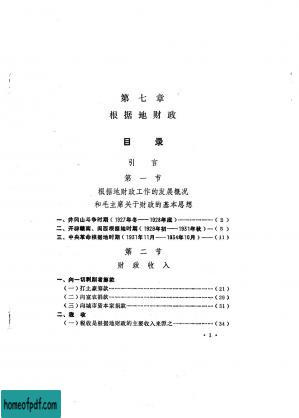 第七章
根据地财政
目录
引言
第一节
根据地财政工作的发展概况
和毛主席关于财政的基本思想
一、井冈山斗争时期(1927年冬——1928年底)(2)
二、开辟赣南、闽西根据地时期(1929年初——1931年秋)(5)
三、中央革命根据地时期(1931年11月——1934年10月)(11)
第二节
财政收入
一、向一切剥削者筹款
(一)打土豪筹款(21)
(二)向富农捐款(29)
(三)向城市资本家捐款(31)
二、税收
(一)税收是根据地财政的主要收入来源之一(34)
· 1 ·
homeofpdf.com